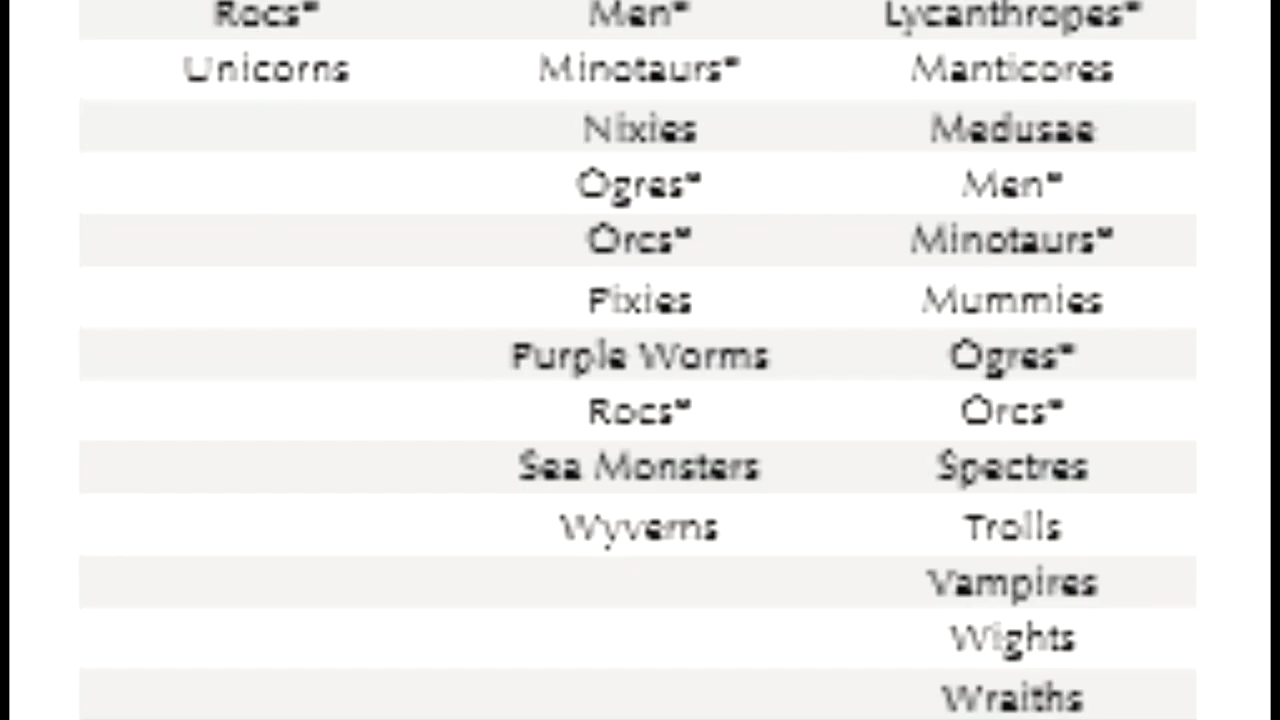 Rocs* Men* Lycanthropes*
Unicorns Minotaurs* Manticores
Nixies Medusae
Ogres* Men*
Orcs* Minotaurs*
Pixies Mummies
Purple Worms Ogres*
Rocs* Orcs*
Sea Monsters Spectres
Wyverns Trolls
Vampires
Wights
Wraiths